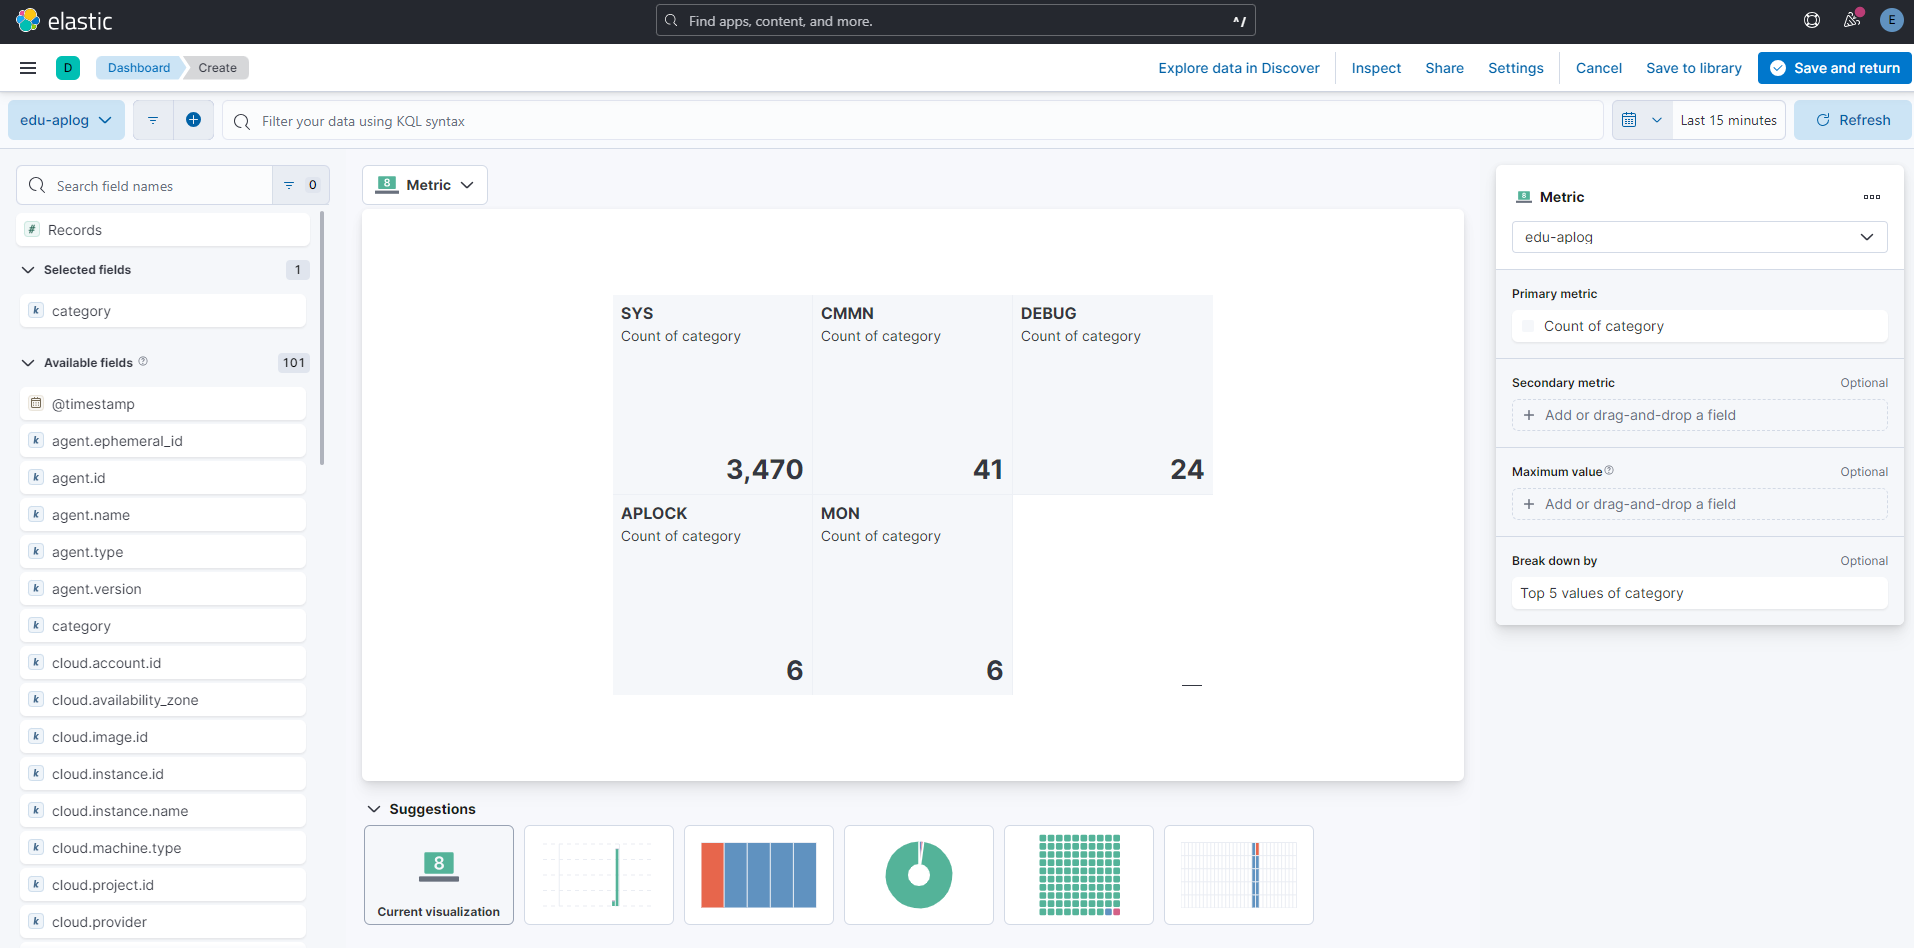 elastic
Find apps, content, and more.
^/
E
D
Dashboard
Create
Explore data in Discover
Inspect
Share
Settings
Cancel
Save to library
Save and return
edu-aplog
Filter your data using KQL syntax
Last 15 minutes
Refresh
Search field names
0
# Records
Selected fields
1
k category
Available fields
101
@timestamp
k agent.ephemeral_id
k agent.id
k agent.name
k agent.type
k agent.version
k category
k cloud.account.id
k cloud.availability_zone
k cloud.image.id
k cloud.instance.id
k cloud.instance.name
k cloud.machine.type
k cloud.project.id
k cloud.provider
8 Metric
SYS
Count of category
3,470
CMMN
Count of category
41
DEBUG
Count of category
24
APLOCK
Count of category
6
MON
Count of category
6
Suggestions
8
Current visualization
8 Metric
edu-aplog
Primary metric
Count of category
Secondary metric
Optional
+ Add or drag-and-drop a field
Maximum value
Optional
+ Add or drag-and-drop a field
Break down by
Optional
Top 5 values of category